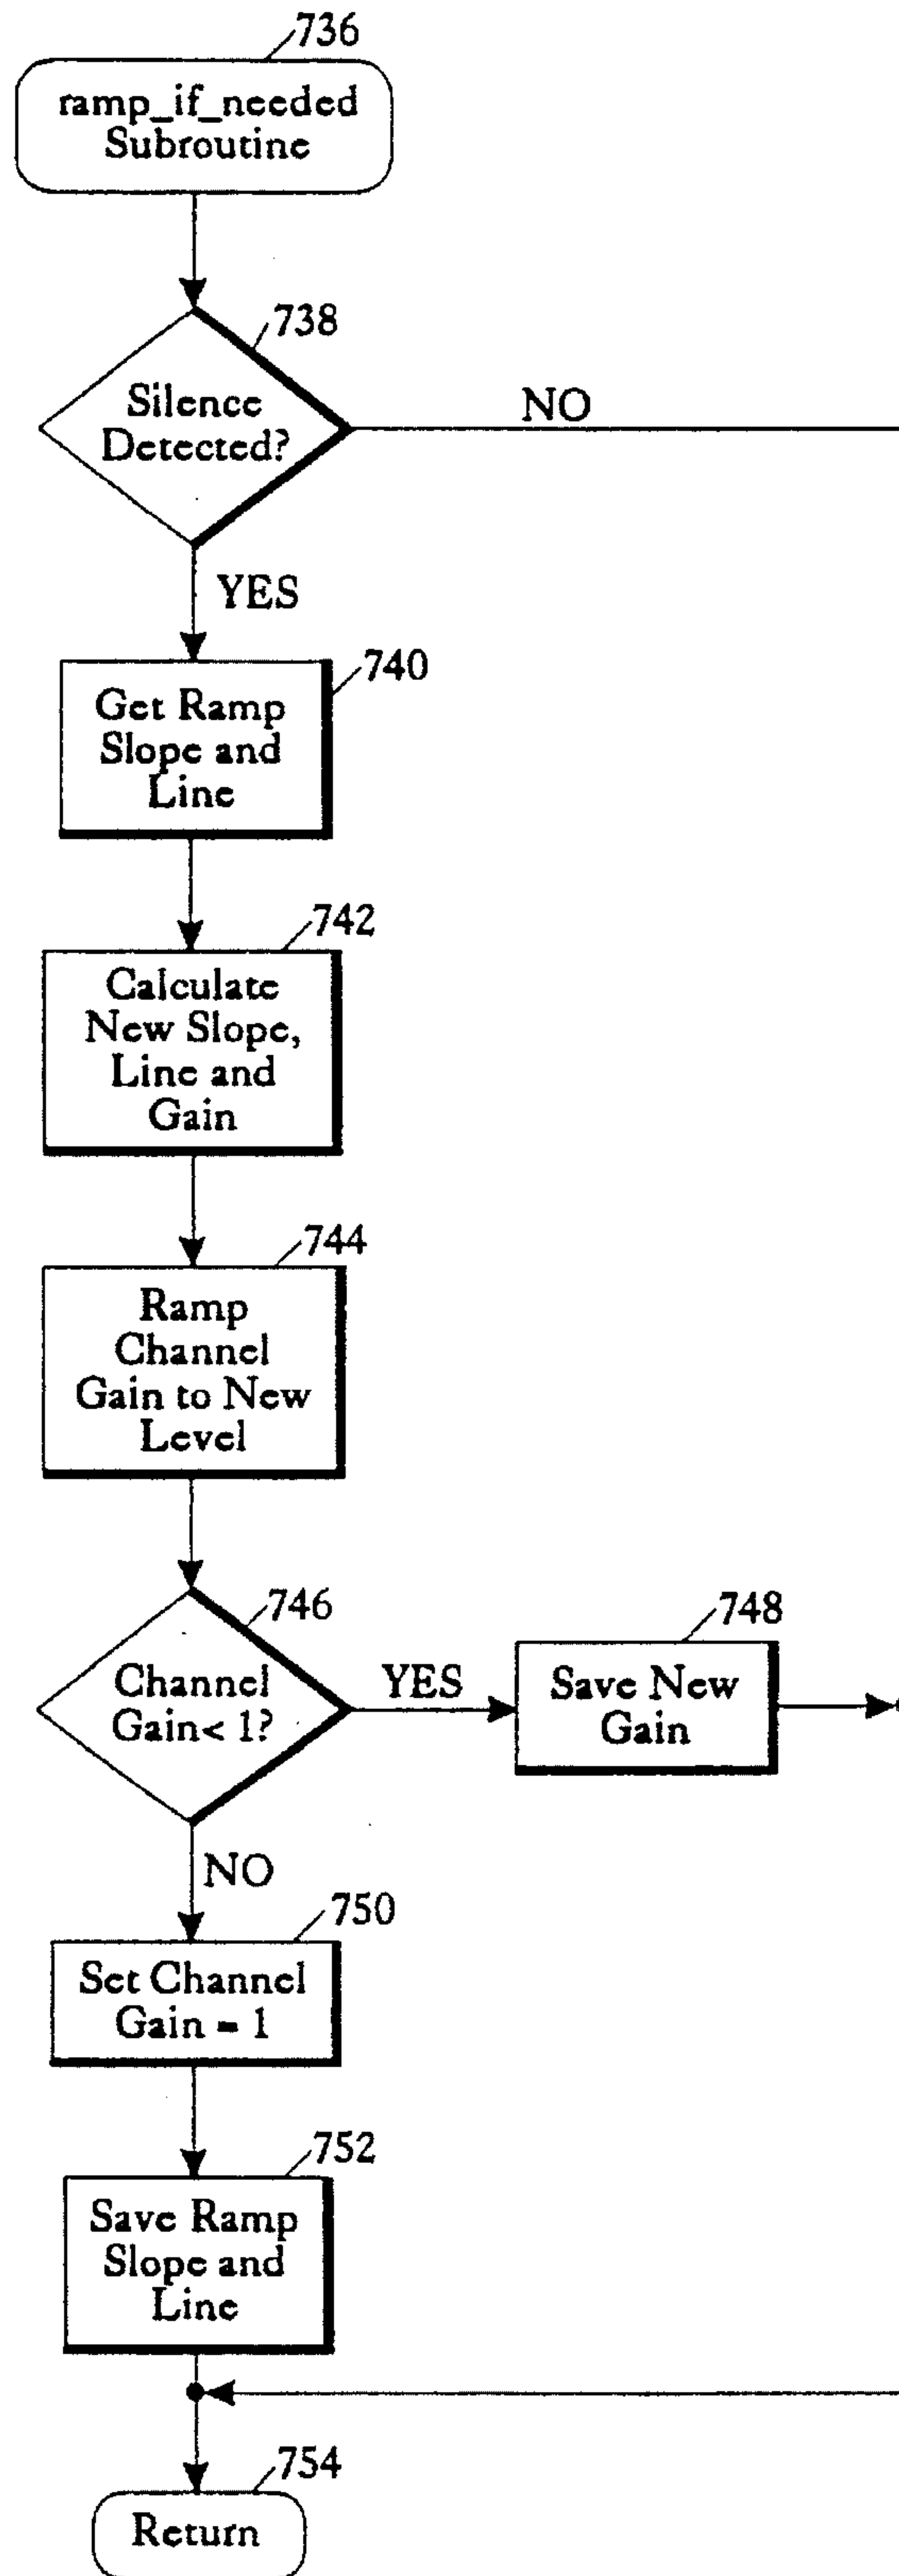 736
ramp_if_needed
Subroutine
738
Silence
Detected?
NO
YES
740
Get Ramp
Slope and
Line
742
Calculate
New Slope,
Line and
Gain
744
Ramp
Channel
Gain to New
Level
746
Channel
Gain< 1?
YES
748
Save New
Gain
NO
750
Set Channel
Gain = 1
752
Save Ramp
Slope and
Line
754
Return